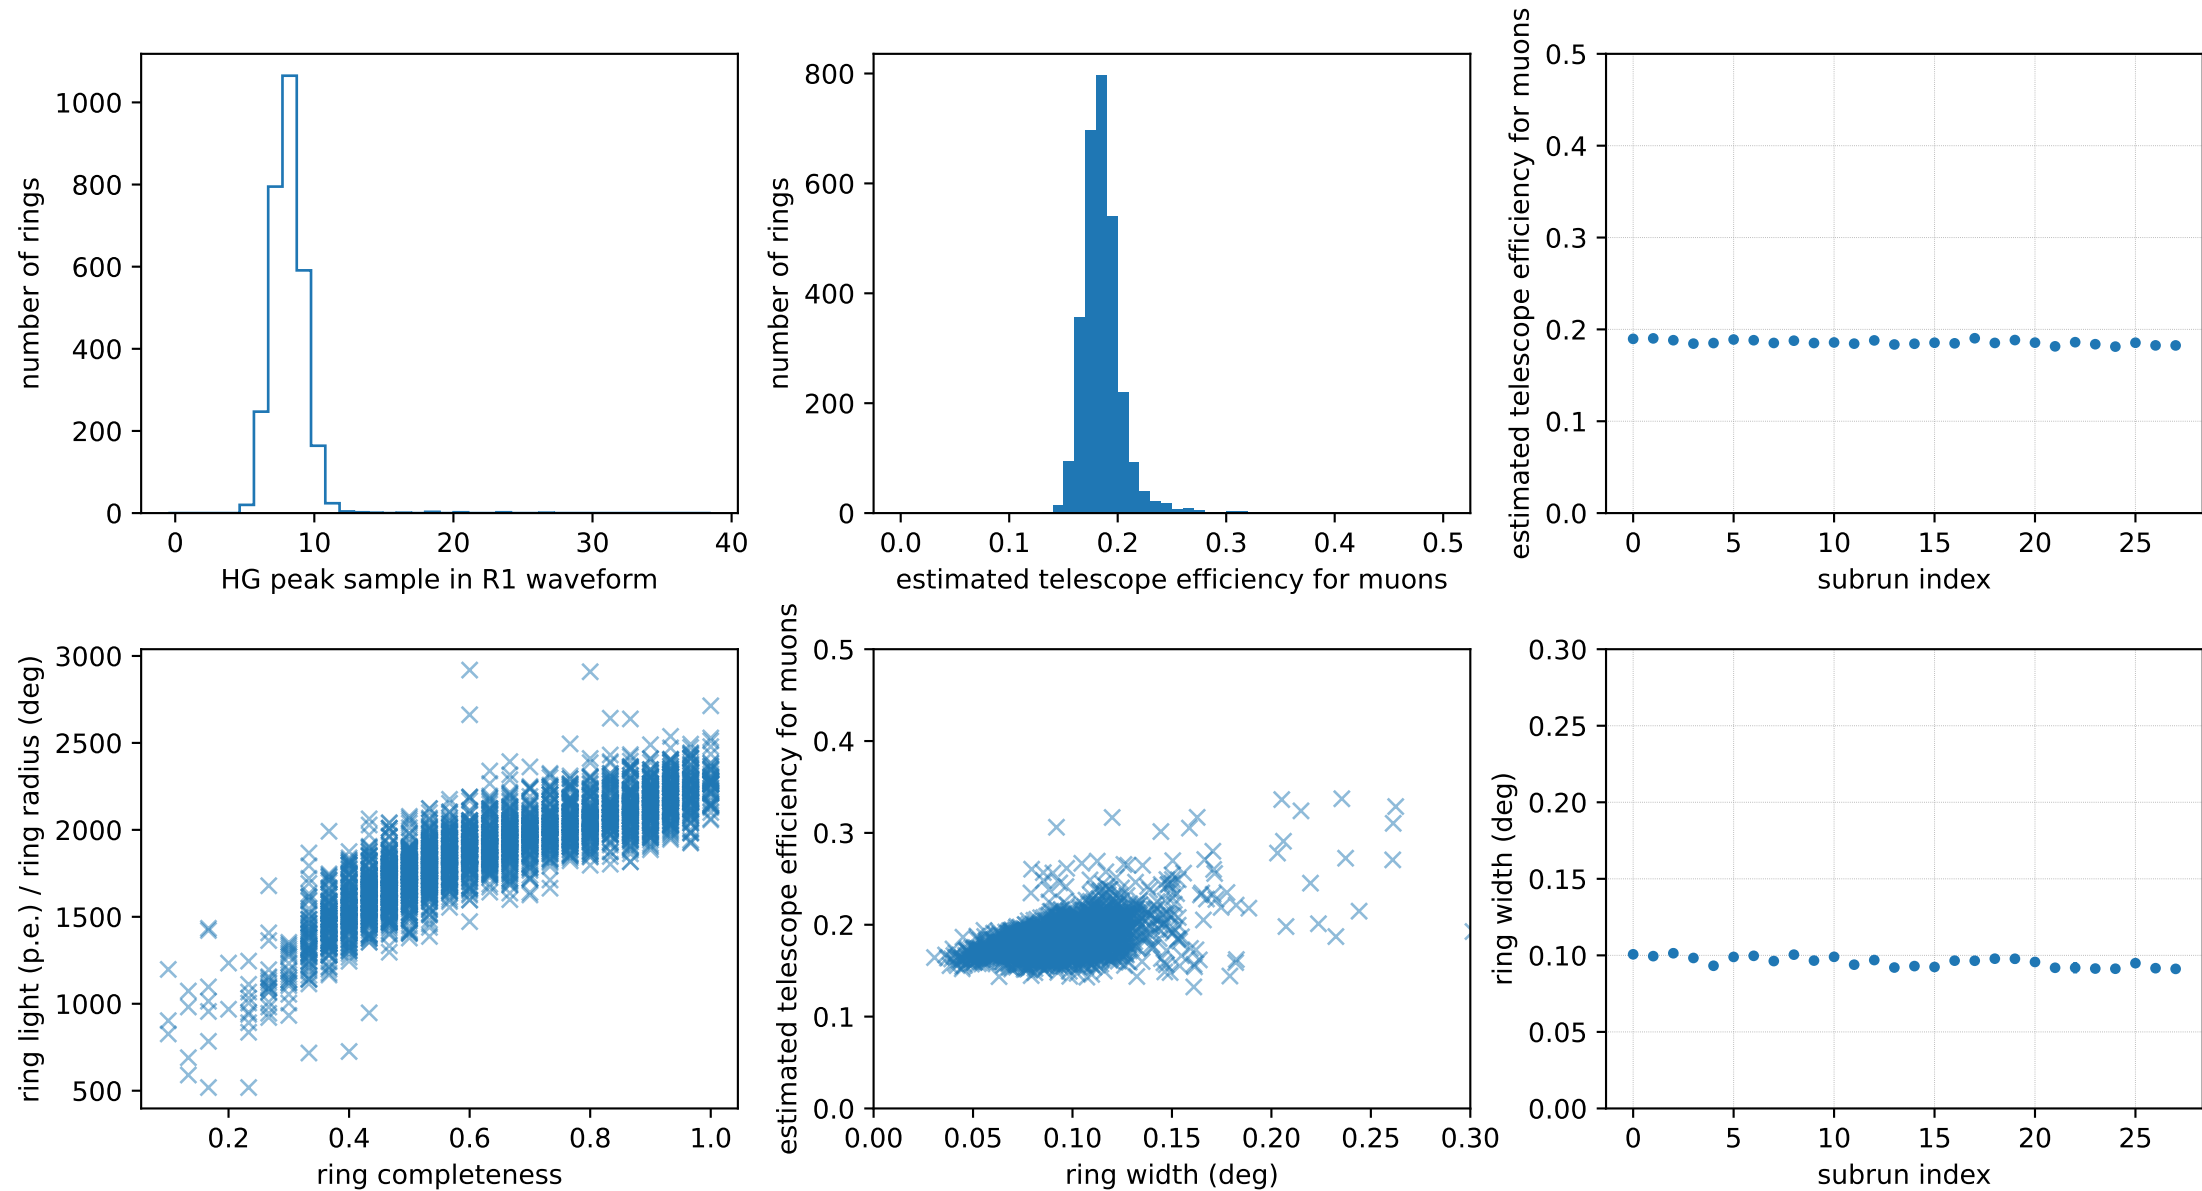 number of rings
1000
800
600
400
200
0
0 10 20 30 40
HG peak sample in R1 waveform
number of rings
800
600
400
200
0
0.0 0.1 0.2 0.3 0.4 0.5
estimated telescope efficiency for muons
estimated telescope efficiency for muons
0.5
0.4
0.3
0.2
0.1
0.0
0 5 10 15 20 25
subrun index
ring light (p.e.) / ring radius (deg)
3000
2500
2000
1500
1000
500
0.2 0.4 0.6 0.8 1.0
ring completeness
estimated telescope efficiency for muons
0.5
0.4
0.3
0.2
0.1
0.0
0.00 0.05 0.10 0.15 0.20 0.25 0.30
ring width (deg)
ring width (deg)
0.30
0.25
0.20
0.15
0.10
0.05
0.00
0 5 10 15 20 25
subrun index